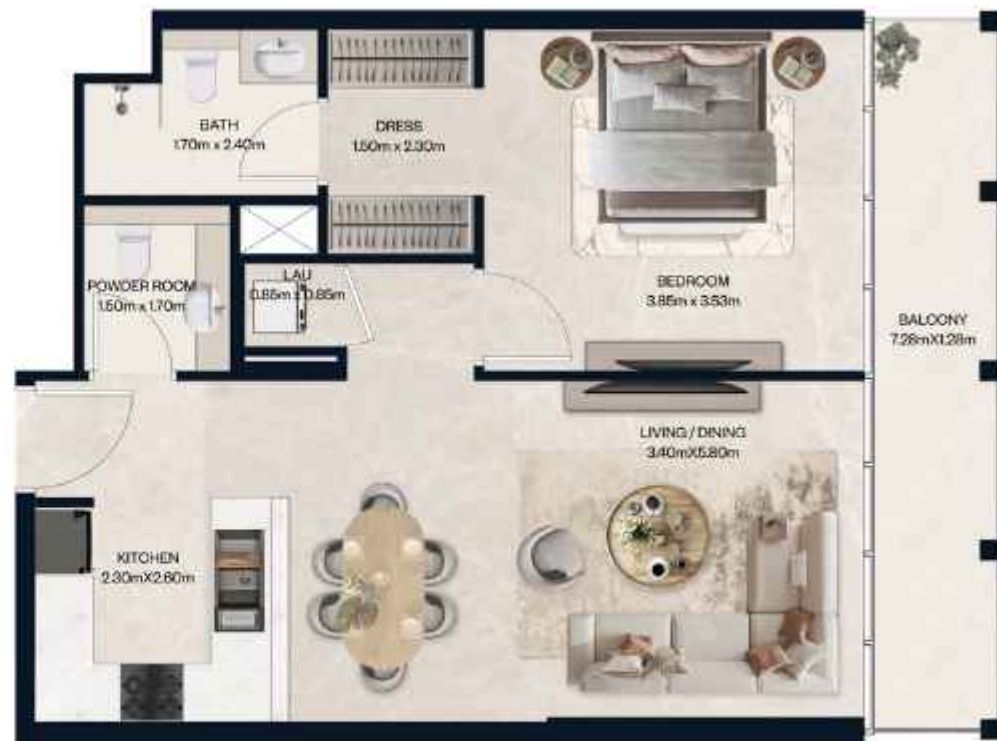 BATH
1.70m x 2.40m
DRESS
1.50m x 2.30m
POWDER ROOM
1.50m x 1.70m
LAU
0.85m x 0.85m
BEDROOM
3.85m x 3.53m
BALCONY
7.28mX1.28m
LIVING / DINING
3.40mX5.80m
KITCHEN
2.30mX2.60m